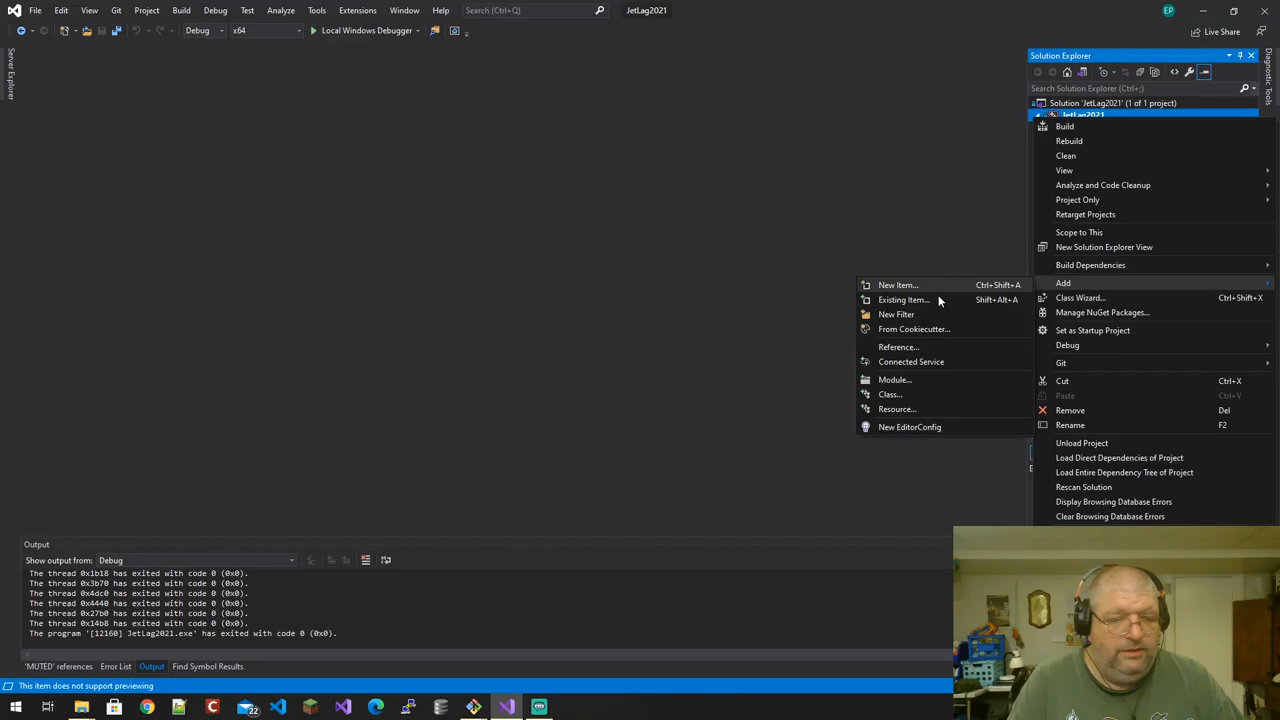 File Edit View Git Project Build Debug Test Analyze Tools Extensions Window Help Search (Ctrl+Q) JetLag2021 EP
Debug x64 Local Windows Debugger Live Share
Server Explorer
Solution Explorer
Diagnostic Tools
Search Solution Explorer (Ctrl+;)
Solution 'JetLag2021' (1 of 1 project)
JetLag2021
Build
Rebuild
Clean
View
Analyze and Code Cleanup
Project Only
Retarget Projects
Scope to This
New Solution Explorer View
Build Dependencies
Add
Class Wizard... Ctrl+Shift+X
Manage NuGet Packages...
Set as Startup Project
Debug
Git
Cut Ctrl+X
Paste Ctrl+V
Remove Del
Rename F2
Unload Project
Load Direct Dependencies of Project
Load Entire Dependency Tree of Project
Rescan Solution
Display Browsing Database Errors
Clear Browsing Database Errors
New Item... Ctrl+Shift+A
Existing Item... Shift+Alt+A
New Filter
From Cookiecutter...
Reference...
Connected Service
Module...
Class...
Resource...
New EditorConfig
Output
Show output from: Debug
The thread 0x1b18 has exited with code 0 (0x0).
The thread 0x3b70 has exited with code 0 (0x0).
The thread 0x4dc0 has exited with code 0 (0x0).
The thread 0x4440 has exited with code 0 (0x0).
The thread 0x27b0 has exited with code 0 (0x0).
The thread 0x14b8 has exited with code 0 (0x0).
The program '[12160] JetLag2021.exe' has exited with code 0 (0x0).
'MUTED' references Error List Output Find Symbol Results
This item does not support previewing
22